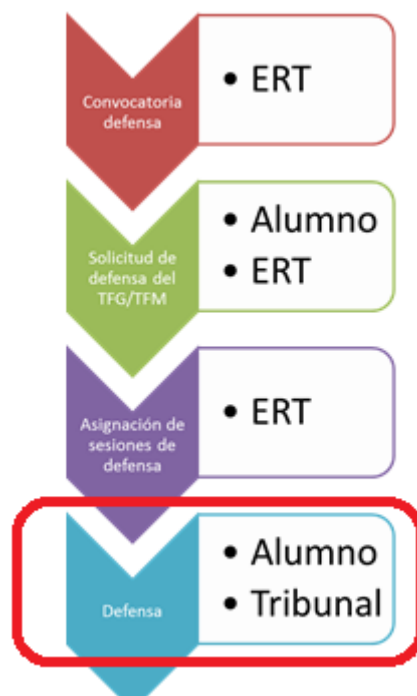 Convocatoria
defensa
• ERT
Solicitud de
defensa del
TFG/TFM
• Alumno
• ERT
Asignación de
sesiones de
defensa
• ERT
Defensa
• Alumno
• Tribunal